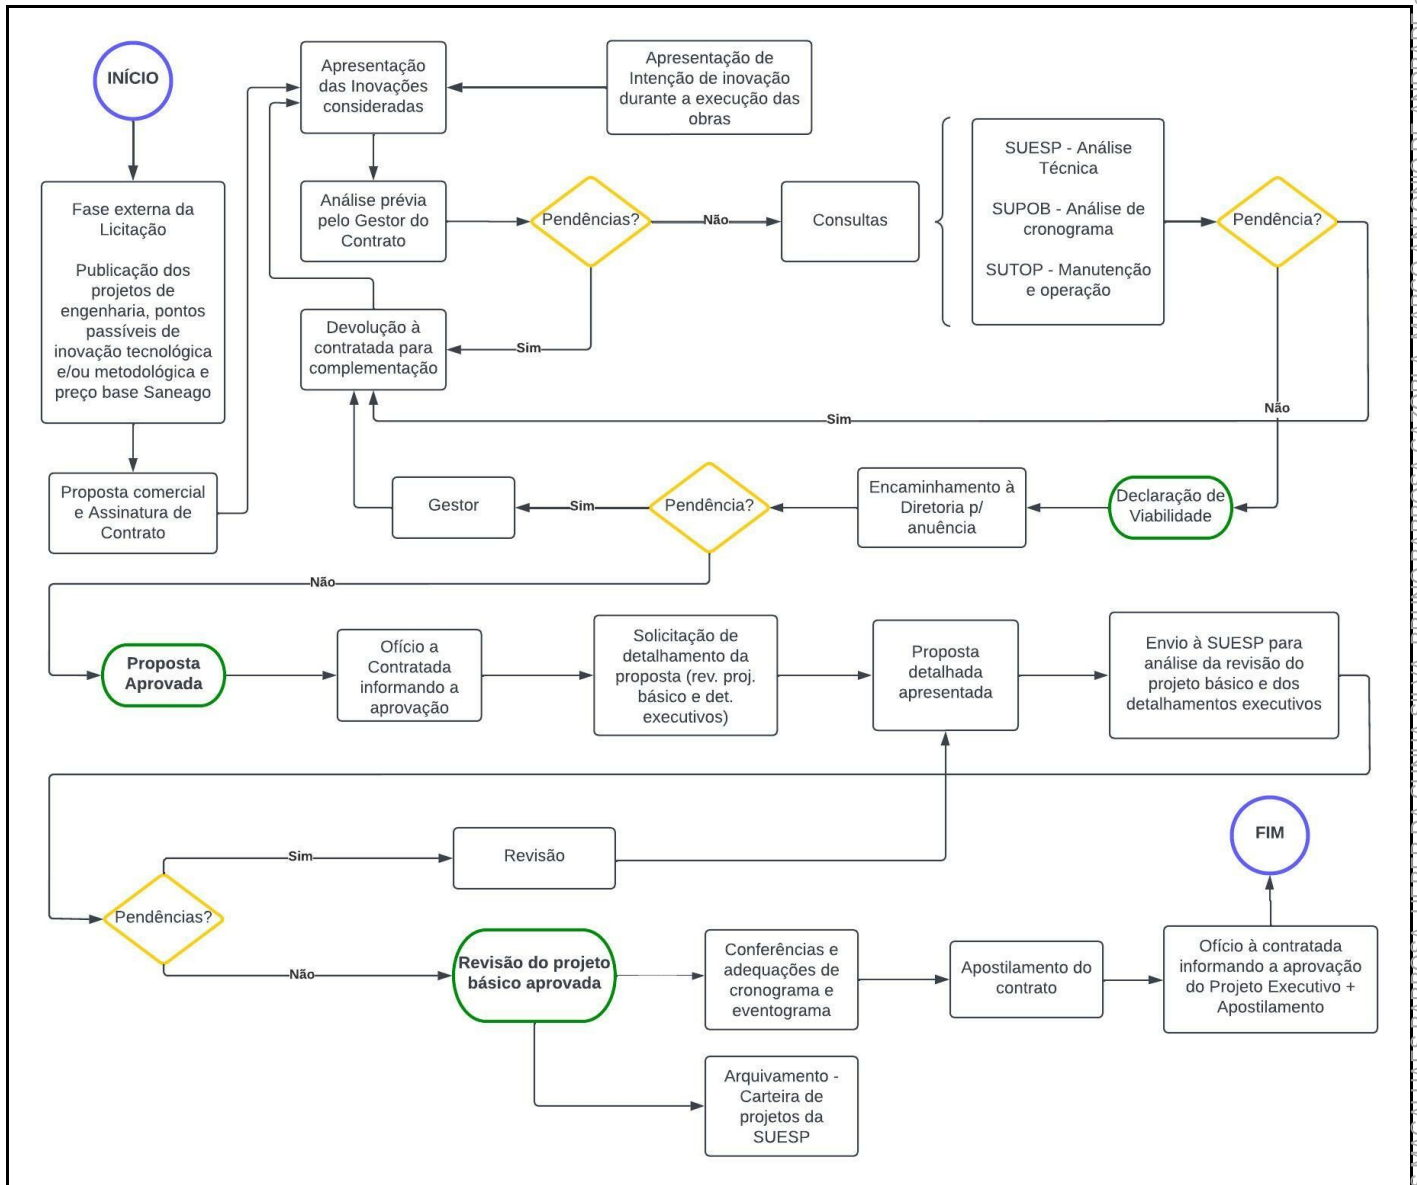 INÍCIO
Fase externa da
Licitação
Publicação dos
projetos de
engenharia, pontos
passíveis de
inovação tecnológica
e/ou metodológica e
preço base Saneago
Proposta comercial
e Assinatura de
Contrato
Apresentação
das Inovações
consideradas
Apresentação de
Intenção de inovação
durante a execução das
obras
Análise prévia
pelo Gestor do
Contrato
Pendências?
Não
Sim
Devolução à
contratada para
complementação
Consultas
SUESP - Análise
Técnica
SUPOB - Análise de
cronograma
SUTOP - Manutenção
e operação
Pendência?
Não
Sim
Declaração de
Viabilidade
Encaminhamento à
Diretoria p/
anuência
Pendência?
Sim
Gestor
Não
Proposta
Aprovada
Ofício a
Contratada
informando a
aprovação
Solicitação de
detalhamento da
proposta (rev. proj.
básico e det.
executivos)
Proposta
detalhada
apresentada
Envio à SUESP para
análise da revisão do
projeto básico e dos
detalhamentos executivos
Pendências?
Sim
Revisão
Não
Revisão do projeto
básico aprovada
Conferências e
adequações de
cronograma e
eventograma
Arquivamento -
Carteira de
projetos da
SUESP
Apostilamento do
contrato
Ofício à contratada
informando a aprovação
do Projeto Executivo +
Apostilamento
FIM